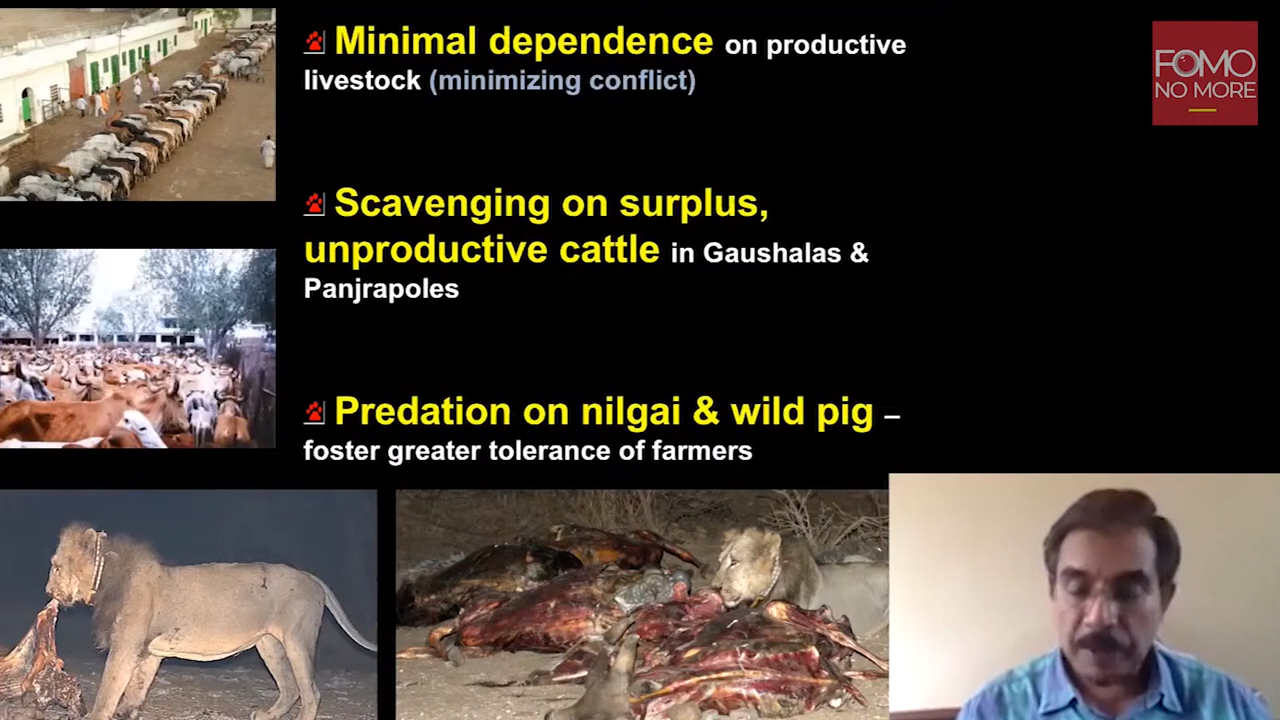 Minimal dependence on productive
livestock (minimizing conflict)
Scavenging on surplus,
unproductive cattle in Gaushalas &
Panjrapoles
Predation on nilgai & wild pig –
foster greater tolerance of farmers
FOMO
NO MORE